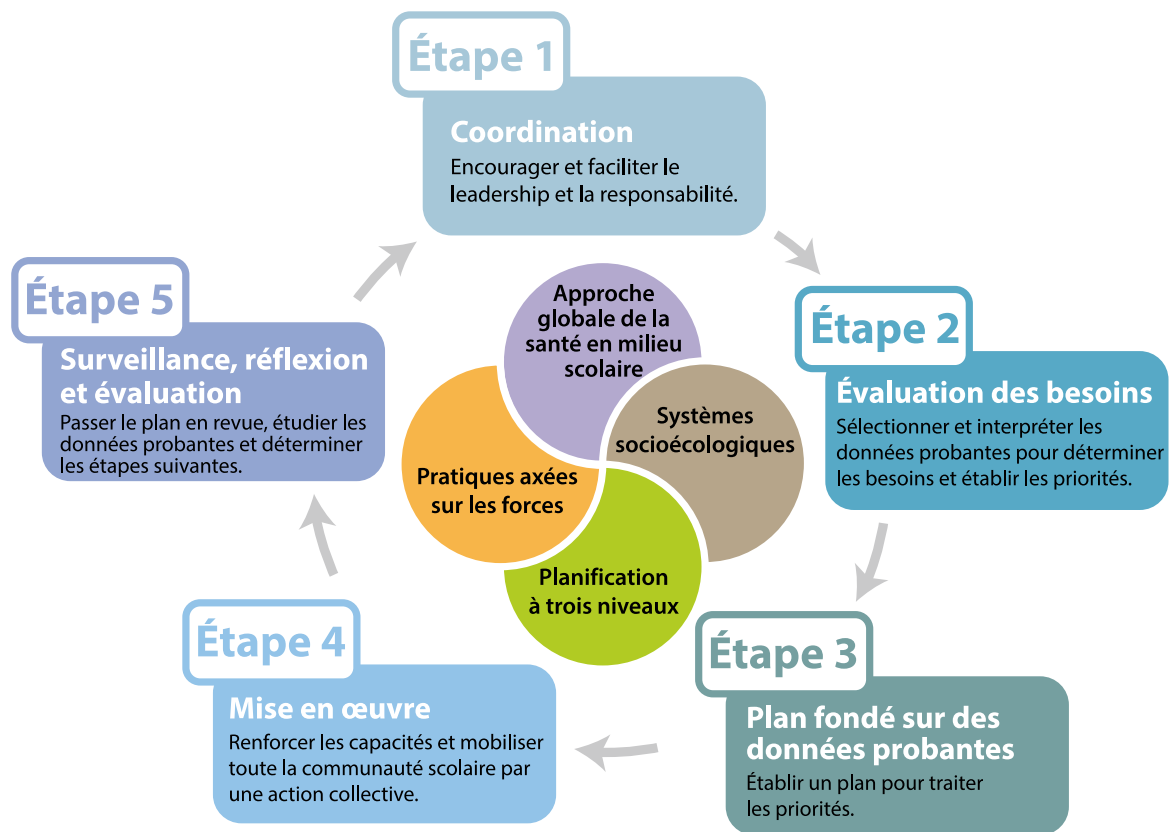 Étape 1
Coordination
Encourager et faciliter le
leadership et la responsabilité.
Étape 2
Évaluation des besoins
Sélectionner et interpréter les
données probantes pour déterminer
les besoins et établir les priorités.
Étape 3
Plan fondé sur des
données probantes
Établir un plan pour traiter
les priorités.
Étape 4
Mise en œuvre
Renforcer les capacités et mobiliser
toute la communauté scolaire par
une action collective.
Étape 5
Surveillance, réflexion
et évaluation
Passer le plan en revue, étudier les
données probantes et déterminer
les étapes suivantes.
Approche
globale de la
santé en milieu
scolaire
Systèmes
socioécologiques
Planification
à trois niveaux
Pratiques axées
sur les forces